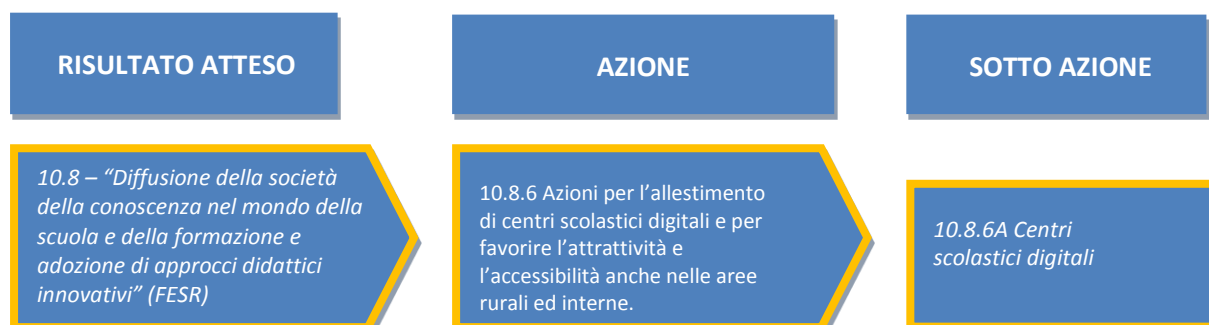 RISULTATO ATTESO
AZIONE
SOTTO AZIONE
10.8 – “Diffusione della società
della conoscenza nel mondo della
scuola e della formazione e
adozione di approcci didattici
innovativi” (FESR)
10.8.6 Azioni per l’allestimento
di centri scolastici digitali e per
favorire l’attrattività e
l’accessibilità anche nelle aree
rurali ed interne.
10.8.6A Centri
scolastici digitali